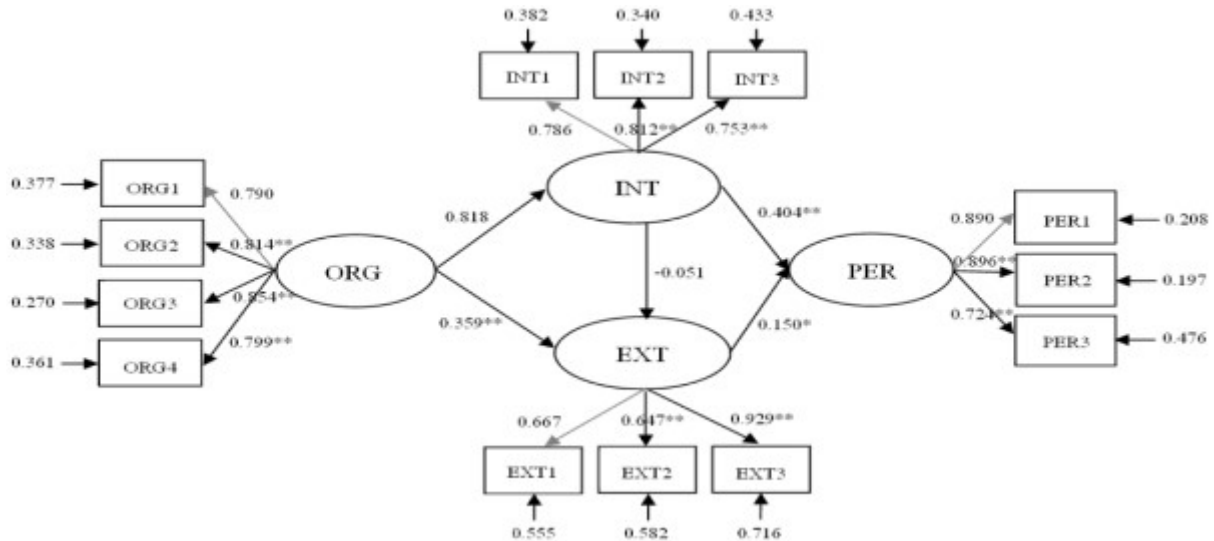 0.382 0.340 0.433
INT1 INT2 INT3
0.786 0.812** 0.753**
INT
0.377 ORG1 0.790
0.338 ORG2 0.814**
0.270 ORG3 0.854**
0.361 ORG4 0.799**
ORG
0.818
0.359**
-0.051
0.404**
0.150*
PER
0.890 PER1 0.208
0.896** PER2 0.197
0.724** PER3 0.476
EXT
0.667 0.647** 0.929**
EXT1 EXT2 EXT3
0.555 0.582 0.716